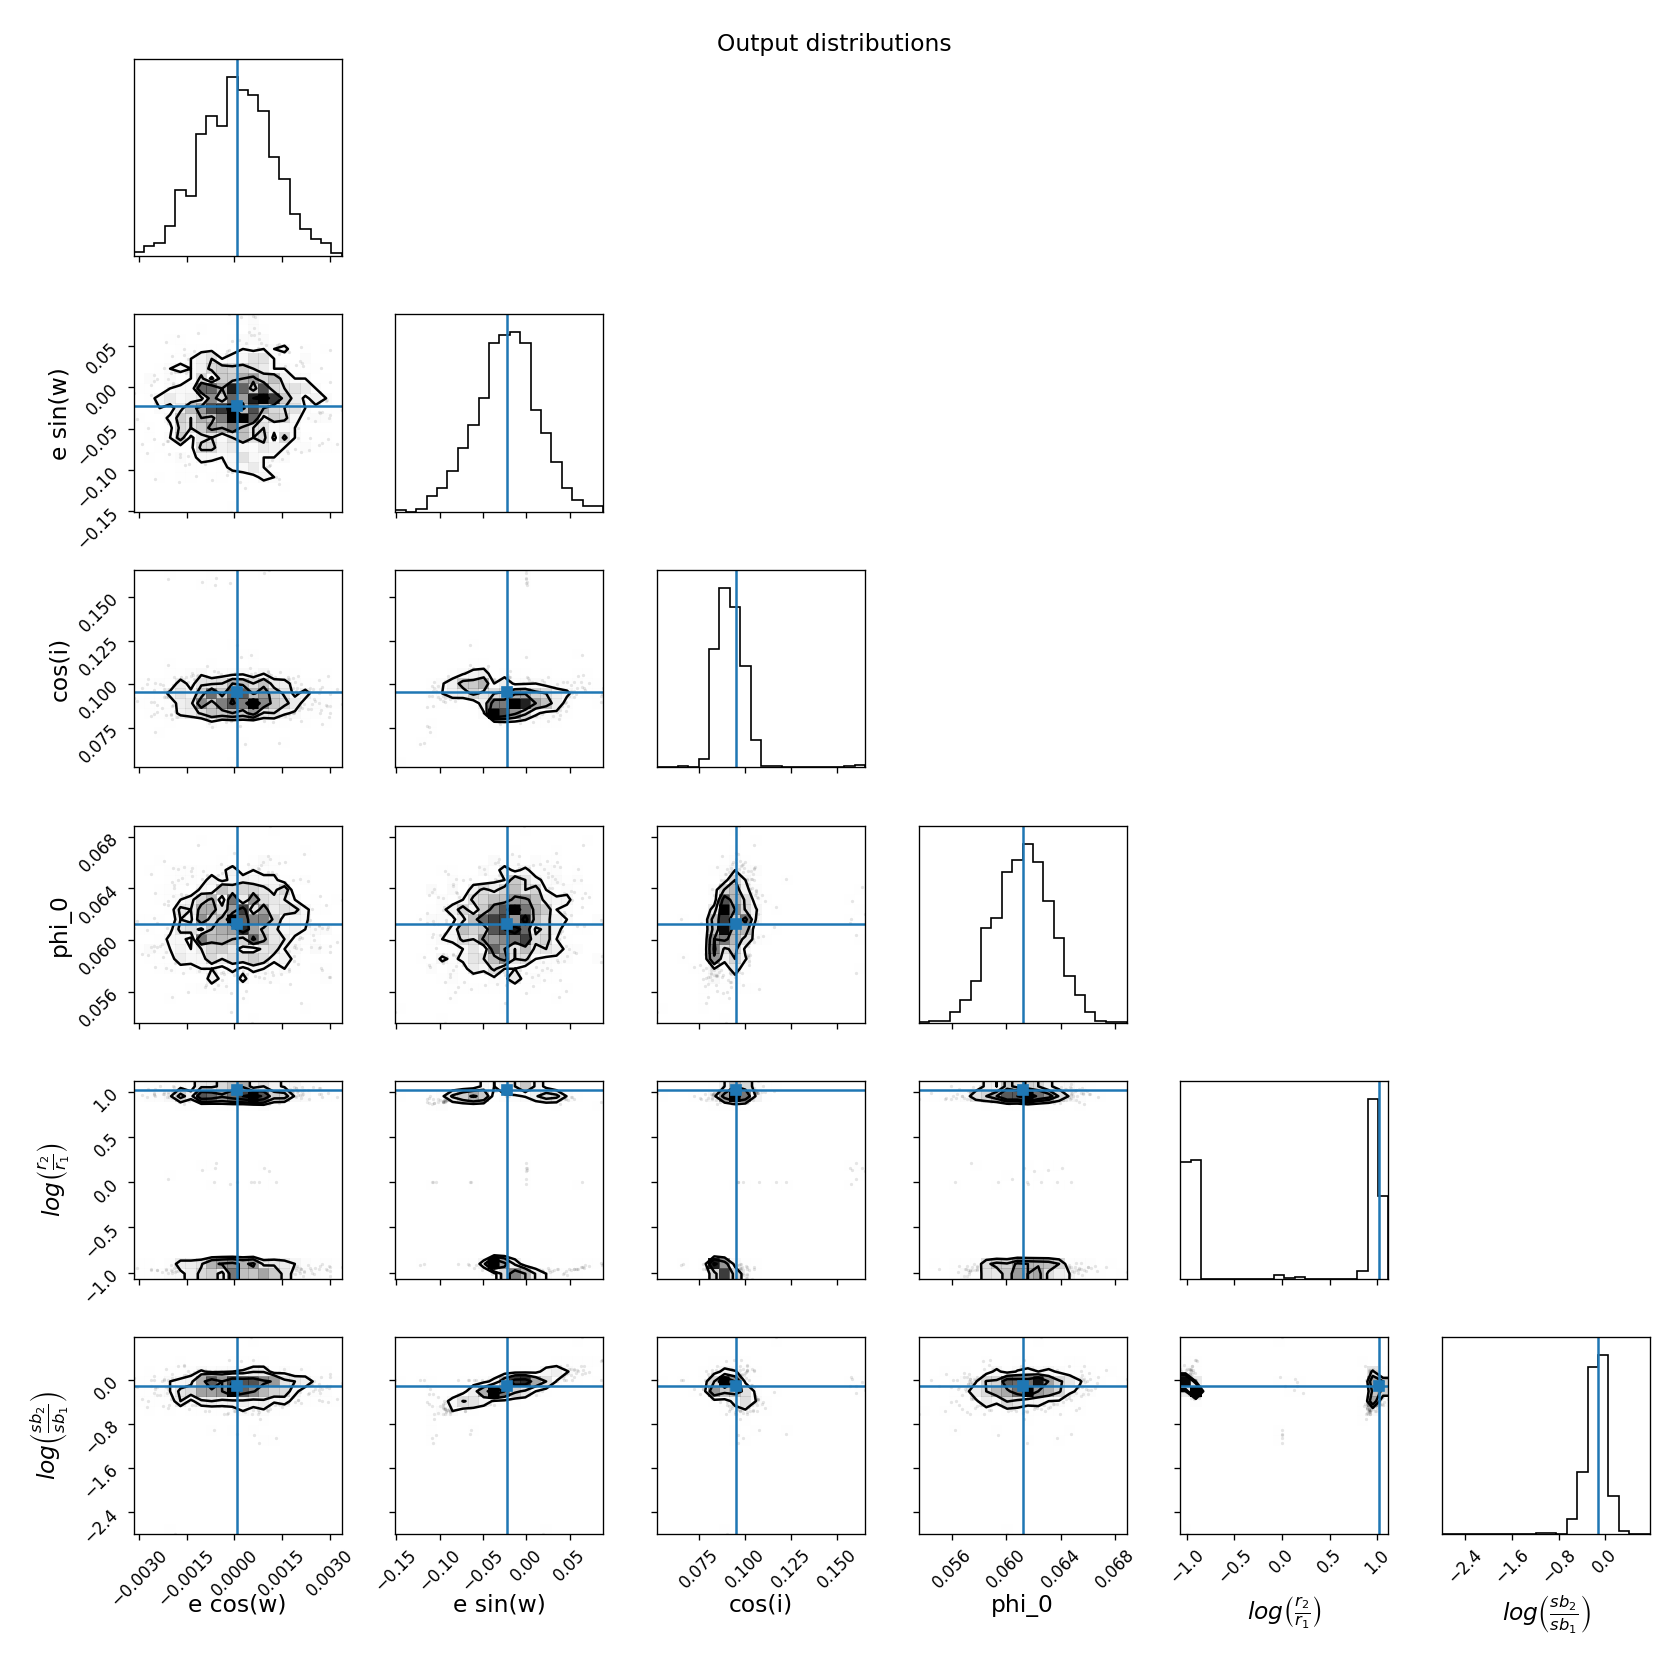 Output distributions
e sin(w)
0.05
0.00
−0.05
−0.10
−0.15
cos(i)
0.150
0.125
0.100
0.075
phi_0
0.068
0.064
0.060
0.056
log(r2/r1)
1.0
0.5
0.0
−0.5
−1.0
log(sb2/sb1)
0.0
−0.8
−1.6
−2.4
−0.0030 −0.0015 0.0000 0.0015 0.0030
−0.15 −0.10 −0.05 0.00 0.05
0.075 0.100 0.125 0.150
0.056 0.060 0.064 0.068
−1.0 −0.5 0.0 0.5 1.0
−2.4 −1.6 −0.8 0.0
e cos(w)
e sin(w)
cos(i)
phi_0
log(r2/r1)
log(sb2/sb1)